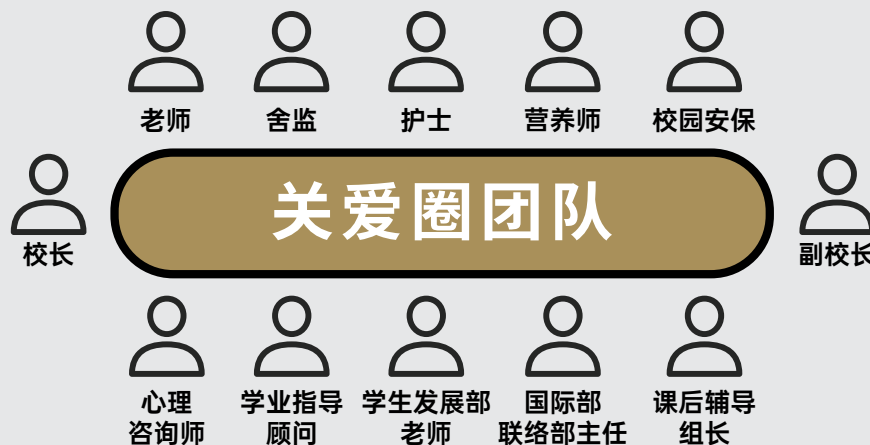 老师 舍监 护士 营养师 校园安保
关爱圈团队
校长 副校长
心理 学业指导 学生发展部 国际部 课后辅导
咨询师 顾问 老师 联络部主任 组长